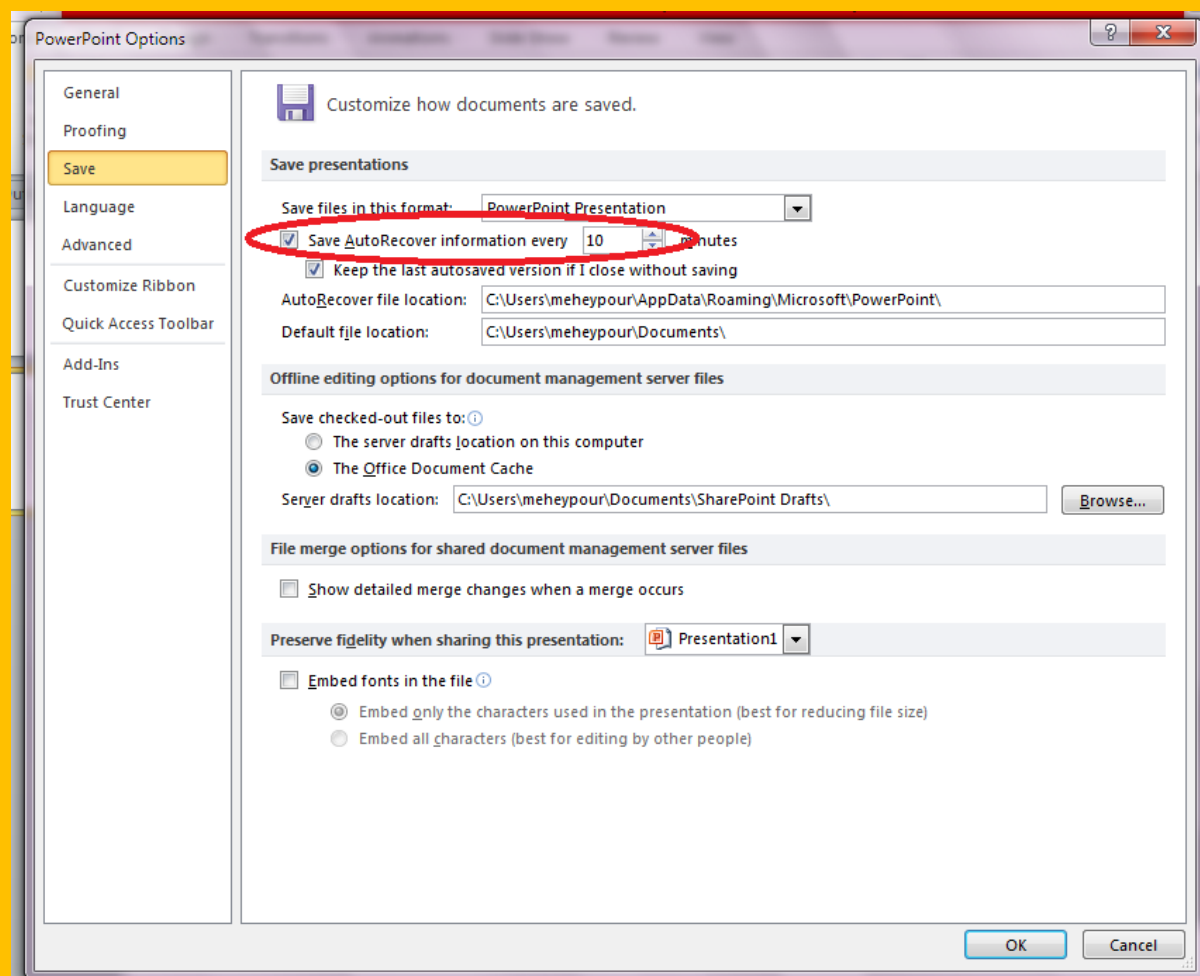 PowerPoint Options
General
Proofing
Save
Language
Advanced
Customize Ribbon
Quick Access Toolbar
Add-Ins
Trust Center
Customize how documents are saved.
Save presentations
Save files in this format: PowerPoint Presentation
Save AutoRecover information every 10 minutes
Keep the last autosaved version if I close without saving
AutoRecover file location: C:\Users\meheypour\AppData\Roaming\Microsoft\PowerPoint\
Default file location: C:\Users\meheypour\Documents\
Offline editing options for document management server files
Save checked-out files to:
The server drafts location on this computer
The Office Document Cache
Server drafts location: C:\Users\meheypour\Documents\SharePoint Drafts\ Browse...
File merge options for shared document management server files
Show detailed merge changes when a merge occurs
Preserve fidelity when sharing this presentation: Presentation1
Embed fonts in the file
Embed only the characters used in the presentation (best for reducing file size)
Embed all characters (best for editing by other people)
OK Cancel